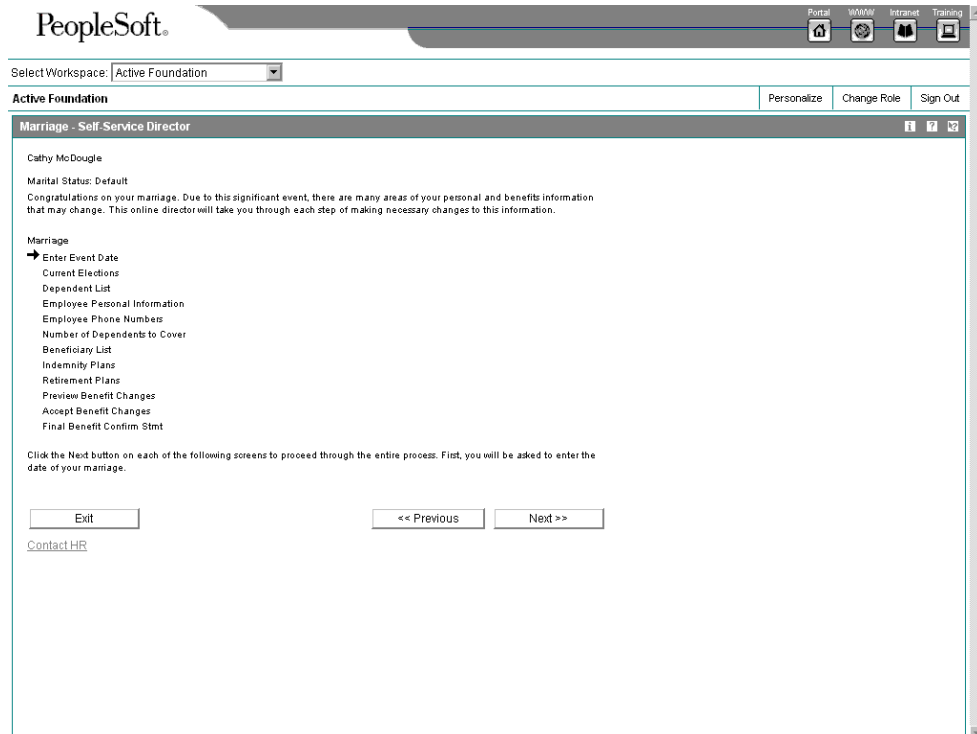 PeopleSoft®
Portal WWW Intranet Training
Select Workspace: Active Foundation
Active Foundation Personalize Change Role Sign Out
Marriage - Self-Service Director
Cathy McDougle
Marital Status: Default
Congratulations on your marriage. Due to this significant event, there are many areas of your personal and benefits information
that may change. This online director will take you through each step of making necessary changes to this information.
Marriage
Enter Event Date
Current Elections
Dependent List
Employee Personal Information
Employee Phone Numbers
Number of Dependents to Cover
Beneficiary List
Indemnity Plans
Retirement Plans
Preview Benefit Changes
Accept Benefit Changes
Final Benefit Confirm Stmt
Click the Next button on each of the following screens to proceed through the entire process. First, you will be asked to enter the
date of your marriage.
Exit << Previous Next >>
Contact HR